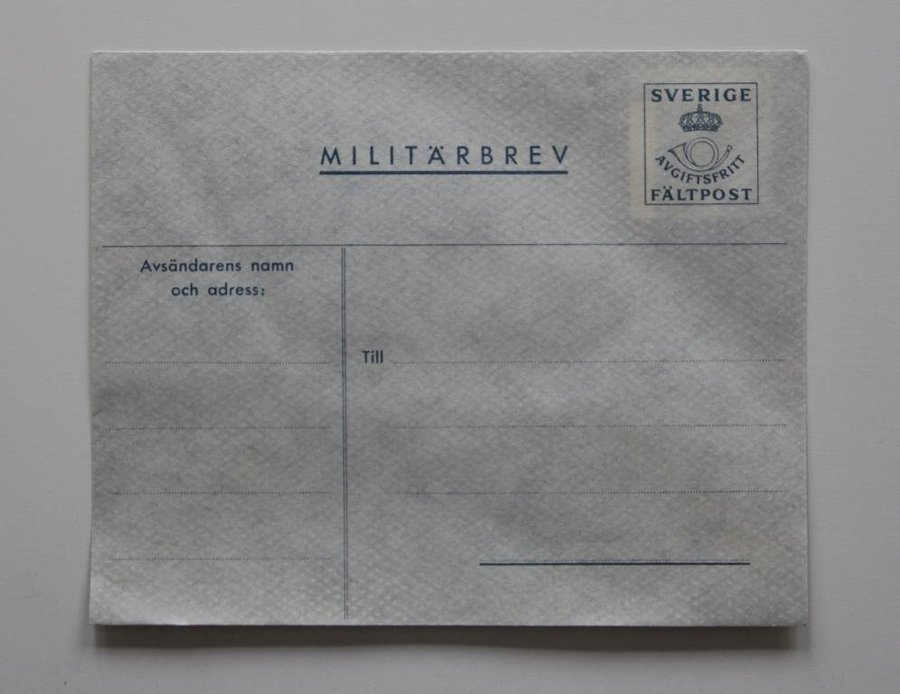 SVERIGE
AVGIFTSFRITT
FÄLTPOST
MILITÄRBREV
Avsändarens namn
och adress:
Till